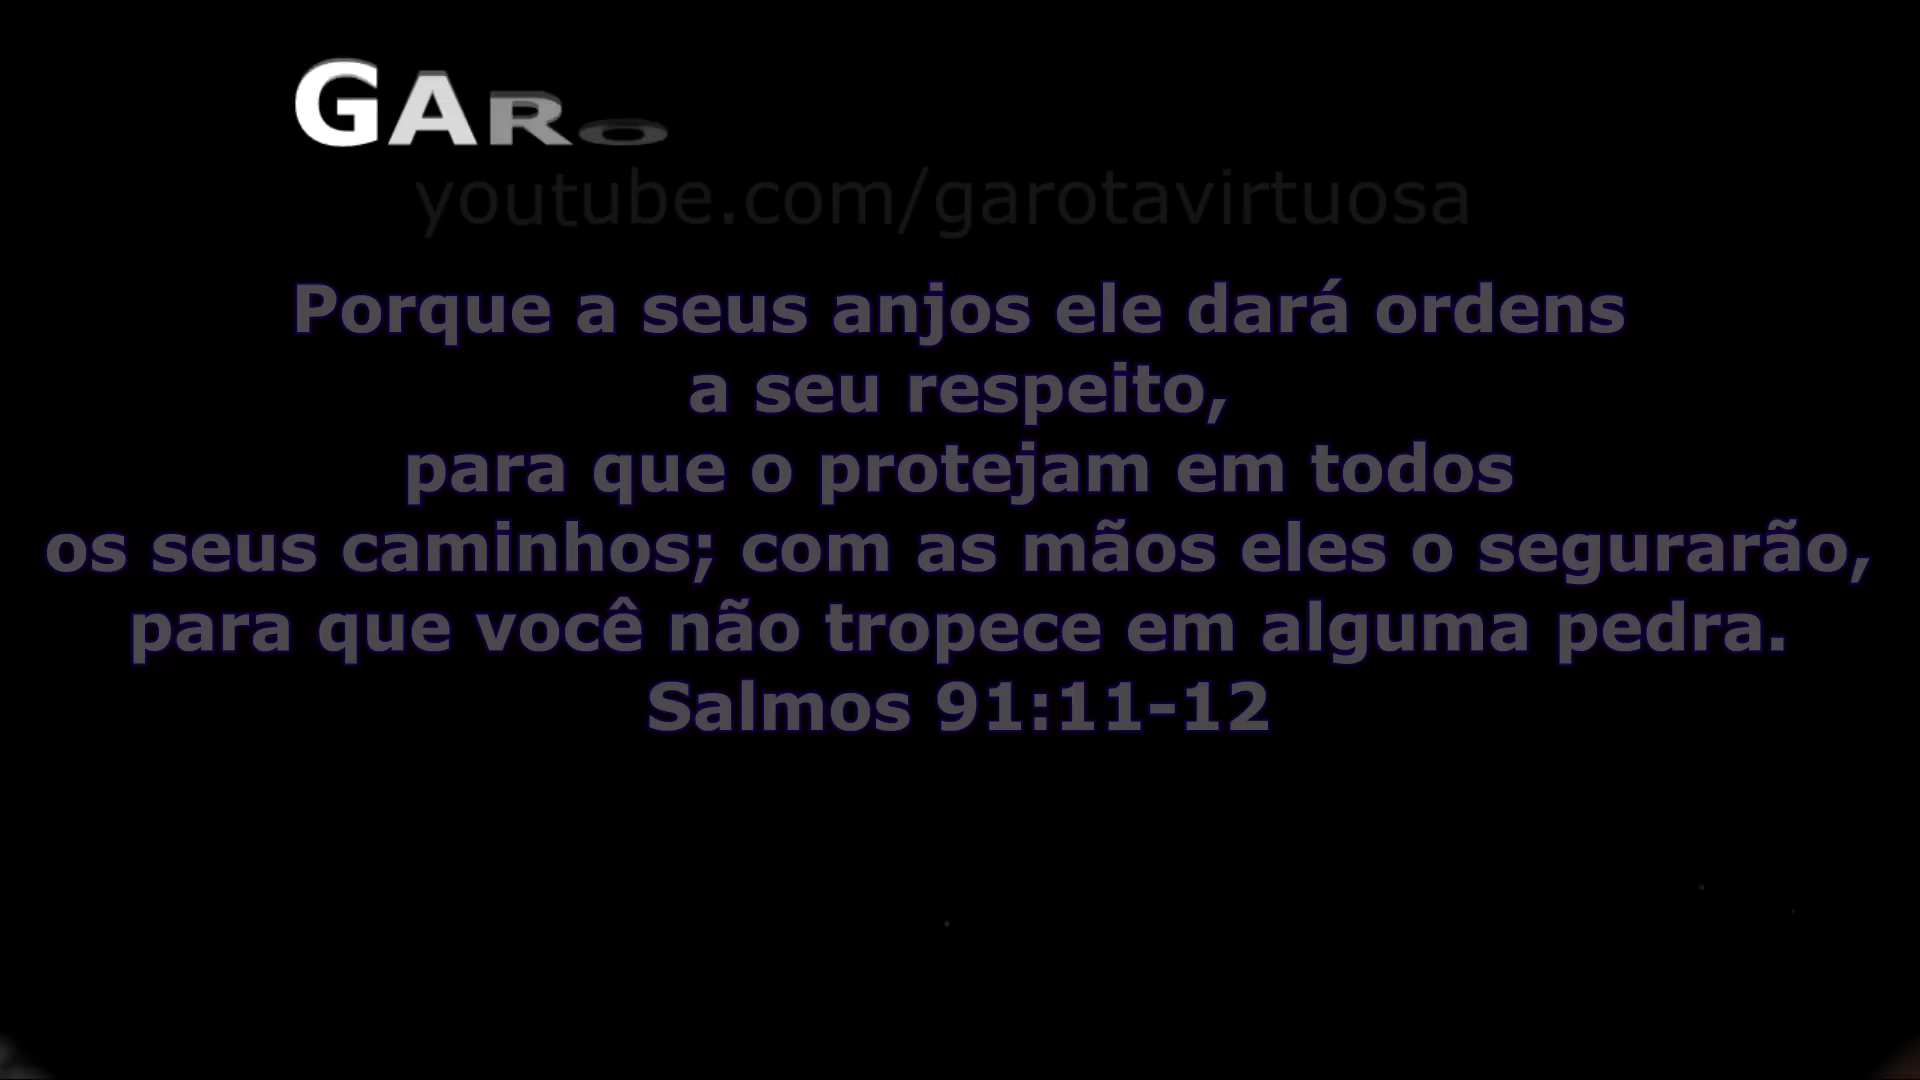 GARO
youtube.com/garotavirtuosa
Porque a seus anjos ele dará ordens
a seu respeito,
para que o protejam em todos
os seus caminhos; com as mãos eles o segurarão,
para que você não tropece em alguma pedra.
Salmos 91:11-12